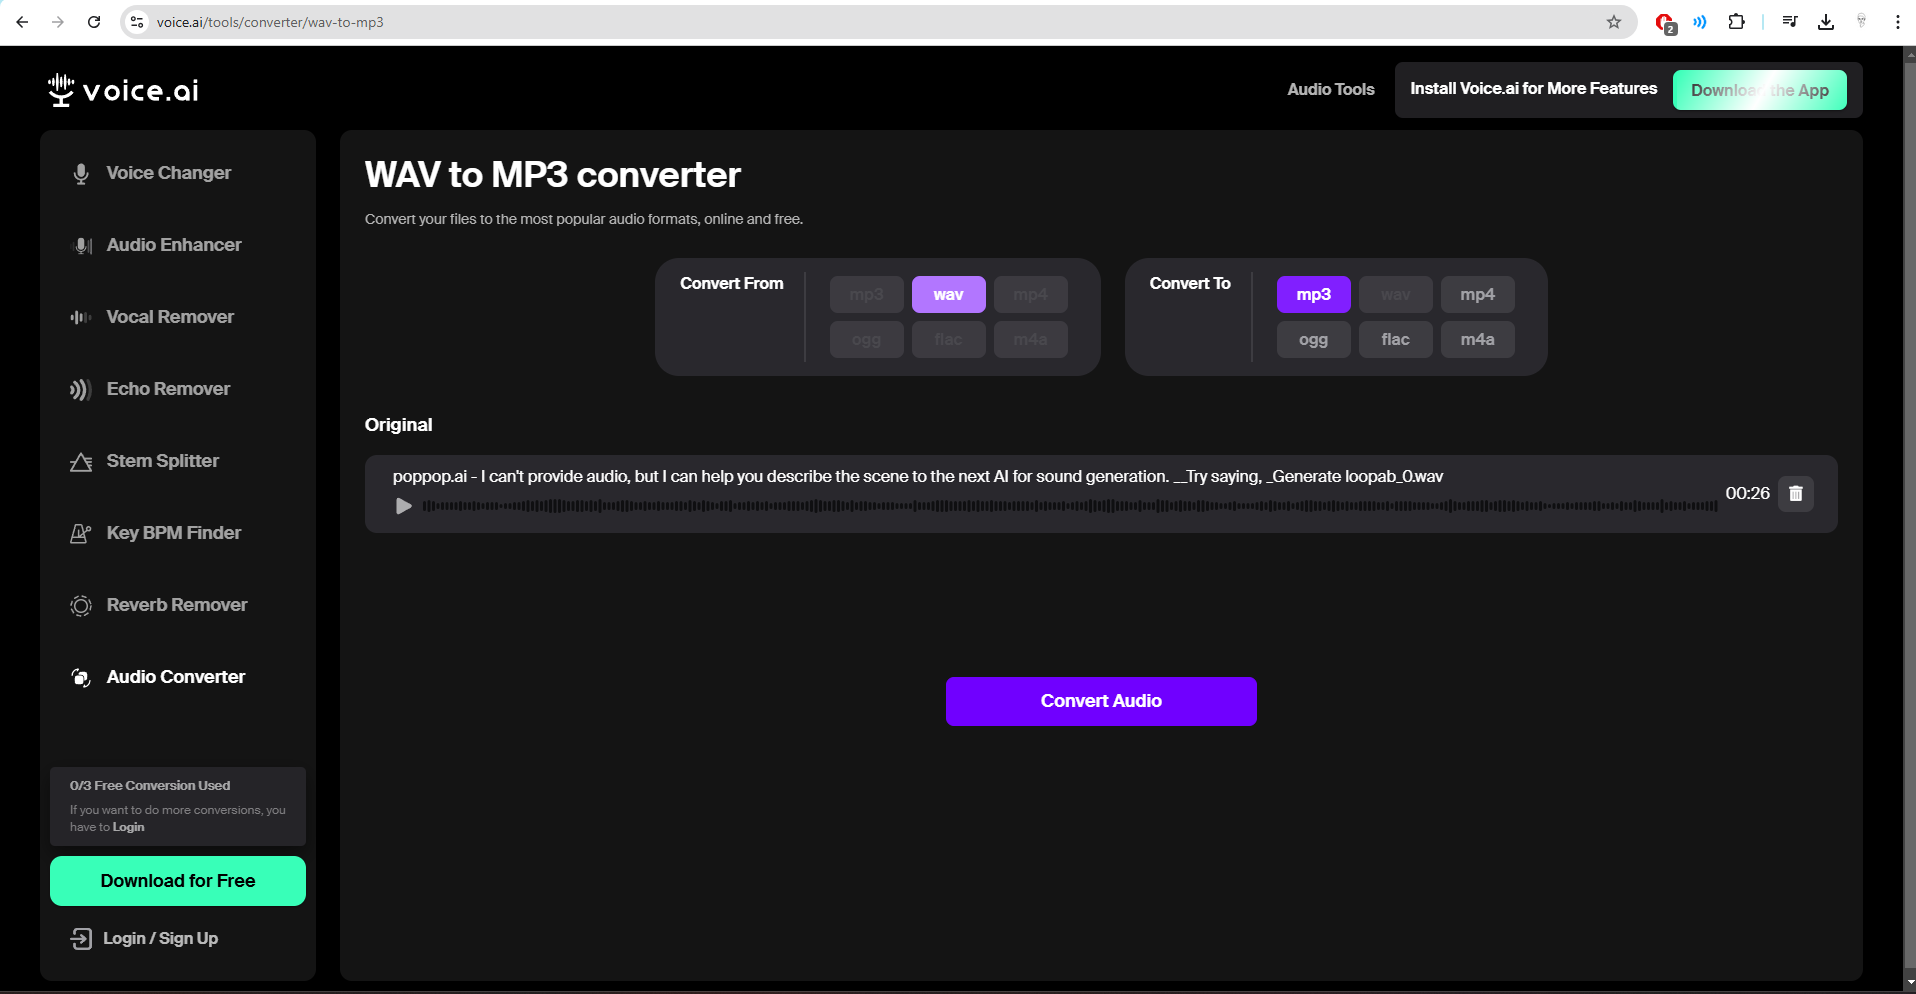 voice.ai/tools/converter/wav-to-mp3
2
voice.ai
Audio Tools
Install Voice.ai for More Features
Download the App
Voice Changer
Audio Enhancer
Vocal Remover
Echo Remover
Stem Splitter
Key BPM Finder
Reverb Remover
Audio Converter
0/3 Free Conversion Used
If you want to do more conversions, you
have to Login
Download for Free
Login / Sign Up
WAV to MP3 converter
Convert your files to the most popular audio formats, online and free.
Convert From
mp3 wav mp4
ogg flac m4a
Convert To
mp3 wav mp4
ogg flac m4a
Original
poppop.ai - I can't provide audio, but I can help you describe the scene to the next AI for sound generation. __Try saying, _Generate loopab_0.wav
00:26
Convert Audio